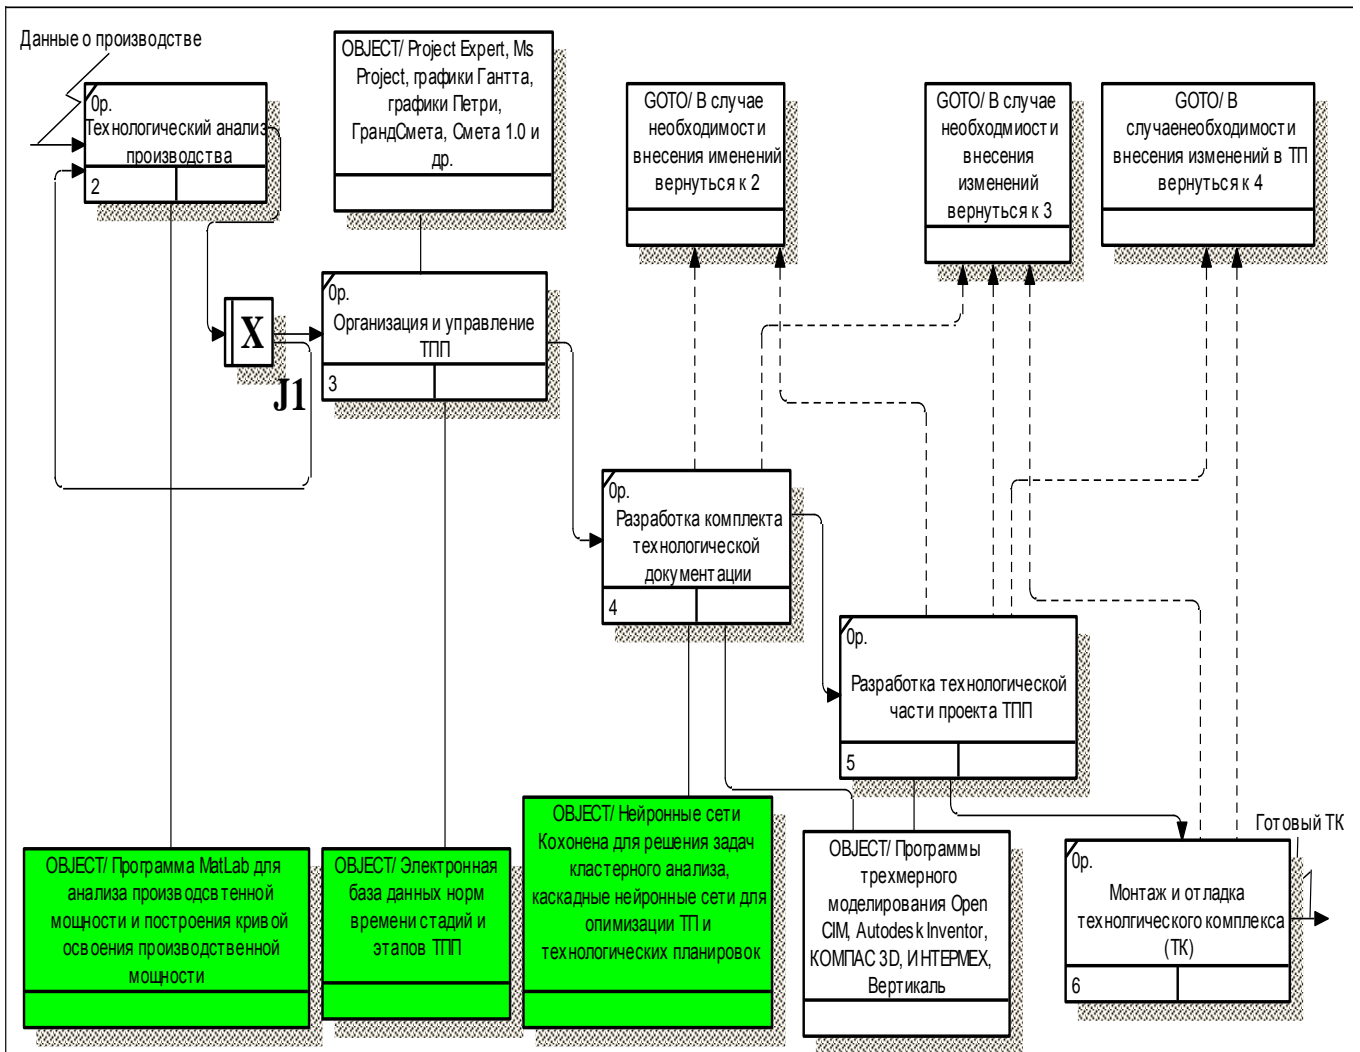 Данные о производстве
0р.
Технологический анализ
производства
2
OBJECT/ Project Expert, Ms
Project, графики Гантта,
графики Петри,
ГрандСмета, Смета 1.0 и
др.
GOTO/ В случае
необходимости
внесения именений
вернуться к 2
GOTO/ В случае
необходмиости
внесения
изменений
вернуться к 3
GOTO/ В
случаенеобходимости
внесения изменений в ТП
вернуться к 4
X
J1
0р.
Организация и управление
ТПП
3
0р.
Разработка комплекта
технологической
документации
4
0р.
Разработка технологической
части проекта ТПП
5
Готовый ТК
0р.
Монтаж и отладка
технолгического комплекса
(ТК)
6
OBJECT/ Программа MatLab для
анализа производсвтенной
мощности и построения кривой
освоения производственной
мощности
OBJECT/ Электронная
база данных норм
времени стадий и
этапов ТПП
OBJECT/ Нейронные сети
Кохонена для решения задач
кластерного анализа,
каскадные нейронные сети для
опимизации ТП и
технологических планировок
OBJECT/ Программы
трехмерного
моделирования Open
CIM, Autodesk Inventor,
КОМПАС 3D, ИНТЕРМЕХ,
Вертикаль